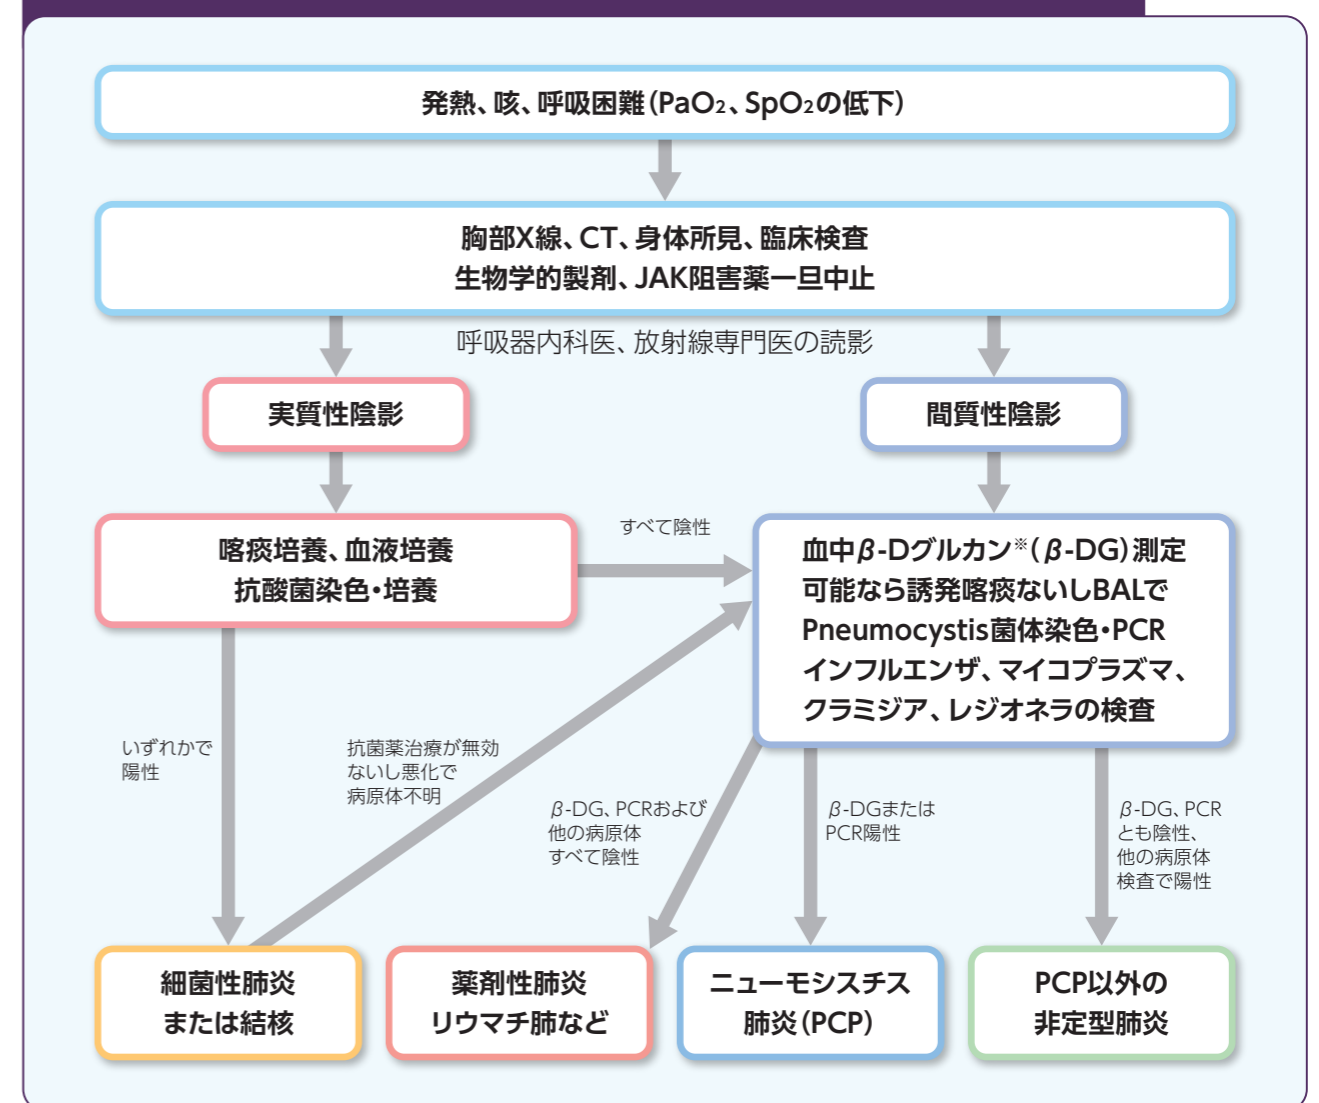 発熱、咳、呼吸困難(PaO₂、SpO₂の低下)
胸部X線、CT、身体所見、臨床検査
生物学的製剤、JAK阻害薬一旦中止
呼吸器内科医、放射線専門医の読影
実質性陰影
間質性陰影
喀痰培養、血液培養
抗酸菌染色・培養
すべて陰性
血中β-Dグルカン※(β-DG)測定
可能なら誘発喀痰ないしBALで
Pneumocystis菌体染色・PCR
インフルエンザ、マイコプラズマ、
クラミジア、レジオネラの検査
いずれかで
陽性
抗菌薬治療が無効
ないし悪化で
病原体不明
β-DG、PCRおよび
他の病原体
すべて陰性
β-DGまたは
PCR陽性
β-DG、PCR
とも陰性、
他の病原体
検査で陽性
細菌性肺炎
または結核
薬剤性肺炎
リウマチ肺など
ニューモシスチス
肺炎(PCP)
PCP以外の
非定型肺炎